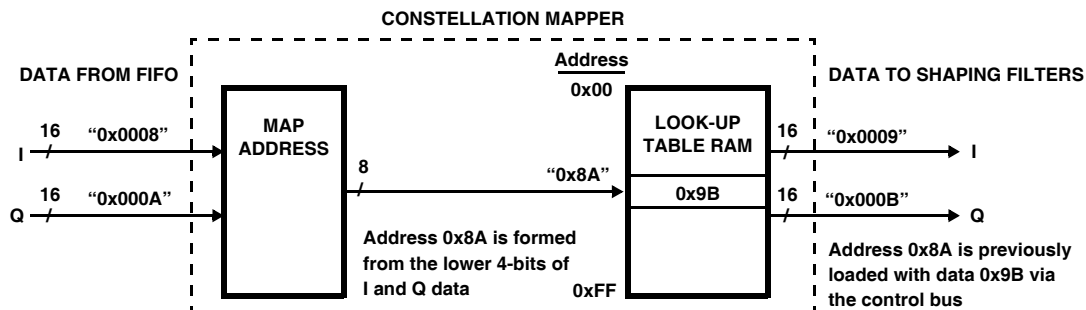 CONSTELLATION MAPPER
DATA FROM FIFO
Address
0x00
DATA TO SHAPING FILTERS
MAP
ADDRESS
LOOK-UP
TABLE RAM
I
16
“0x0008”
16
“0x0009”
I
8
“0x8A”
0x9B
Q
16
“0x000A”
16
“0x000B”
Q
Address 0x8A is formed
from the lower 4-bits of
I and Q data
0xFF
Address 0x8A is previously
loaded with data 0x9B via
the control bus